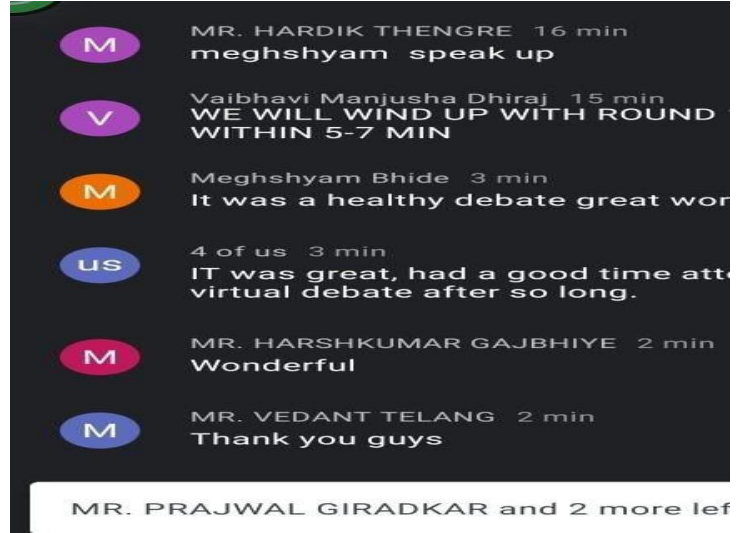 M
MR. HARDIK THENGRE 16 min
meghshyam speak up
V
Vaibhavi Manjusha Dhiraj 15 min
WE WILL WIND UP WITH ROUND
WITHIN 5-7 MIN
M
Meghshyam Bhide 3 min
It was a healthy debate great
us
4 of us 3 min
IT was great, had a good time
virtual debate after so long.
M
MR. HARSHKUMAR GAJBHIYE 2 min
Wonderful
M
MR. VEDANT TELANG 2 min
Thank you guys
MR. PRAJWAL GIRADKAR and 2 more